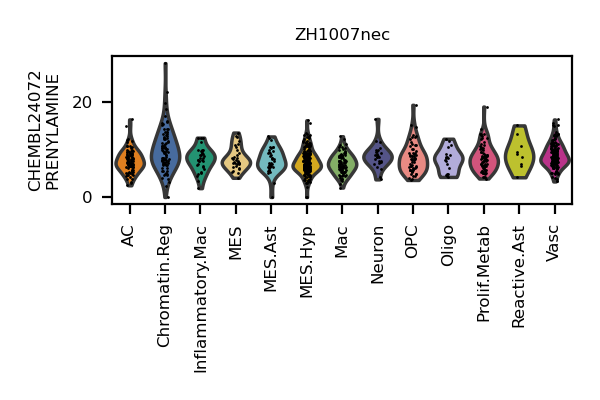 ZH1007nec
CHEMBL24072
PRENYLAMINE
20
0
AC
Chromatin.Reg
Inflammatory.Mac
MES
MES.Ast
MES.Hyp
Mac
Neuron
OPC
Oligo
Prolif.Metab
Reactive.Ast
Vasc